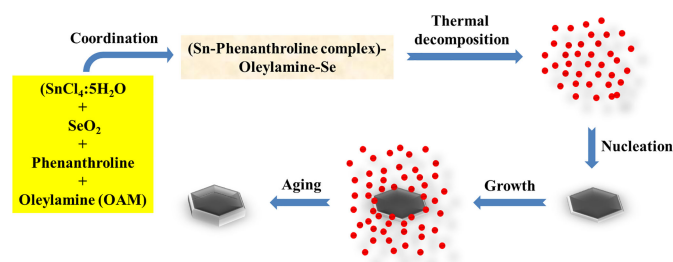 Coordination
(Sn-Phenanthroline complex)-
Oleylamine-Se
Thermal
decomposition
(SnCl₄:5H₂O
+
SeO₂
+
Phenanthroline
+
Oleylamine (OAM)
Nucleation
Growth
Aging